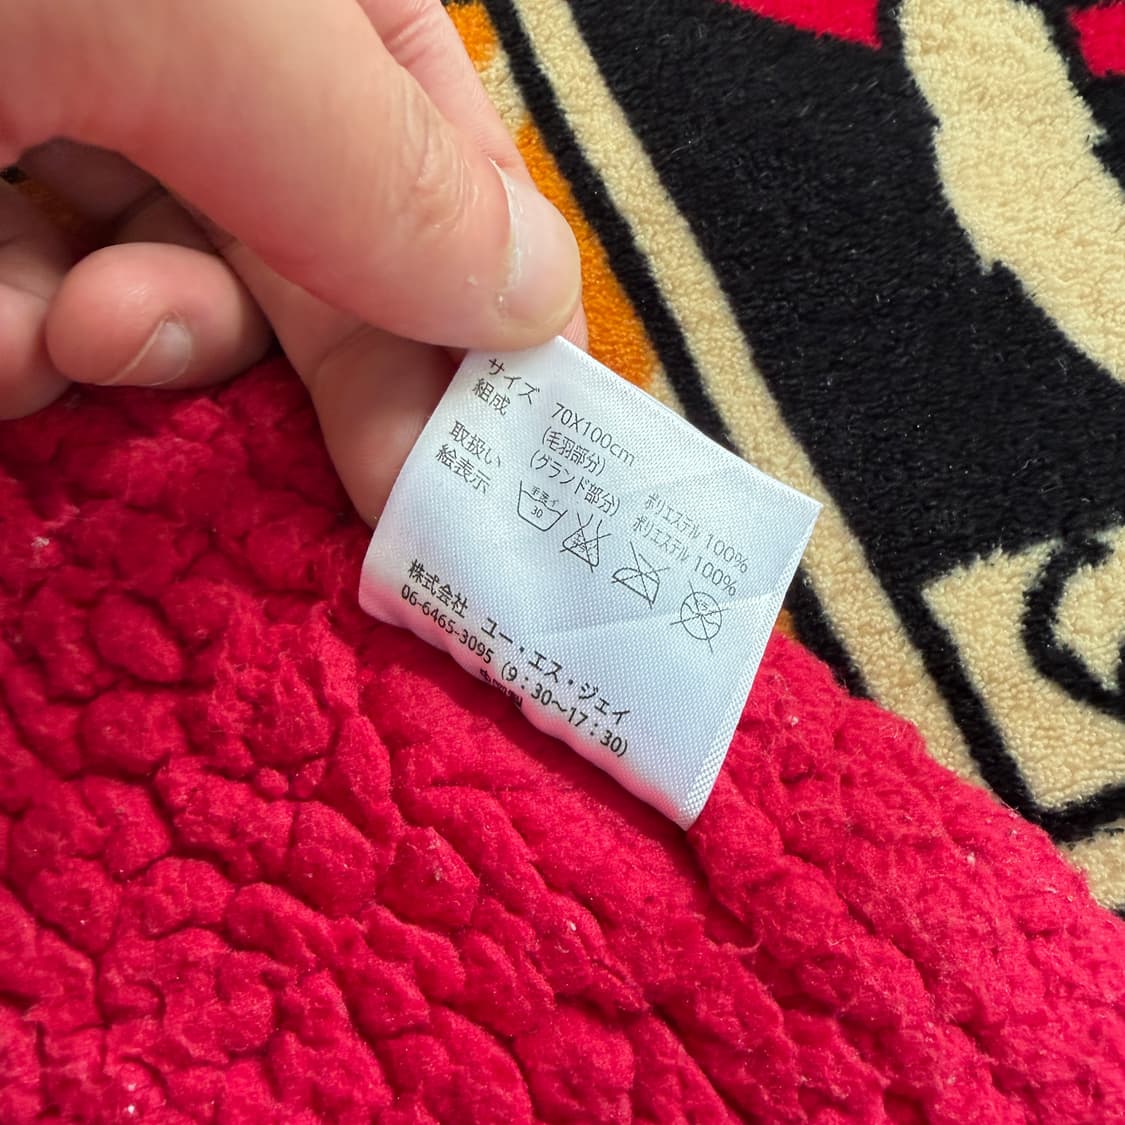 サイズ 70X100cm
組成 (毛羽部分) ポリエステル 100%
(グランド部分) ポリエステル 100%
取扱い
絵表示
手洗イ
30
株式会社 ユー・エス・ジェイ
06-6465-3095 (9:30〜17:30)